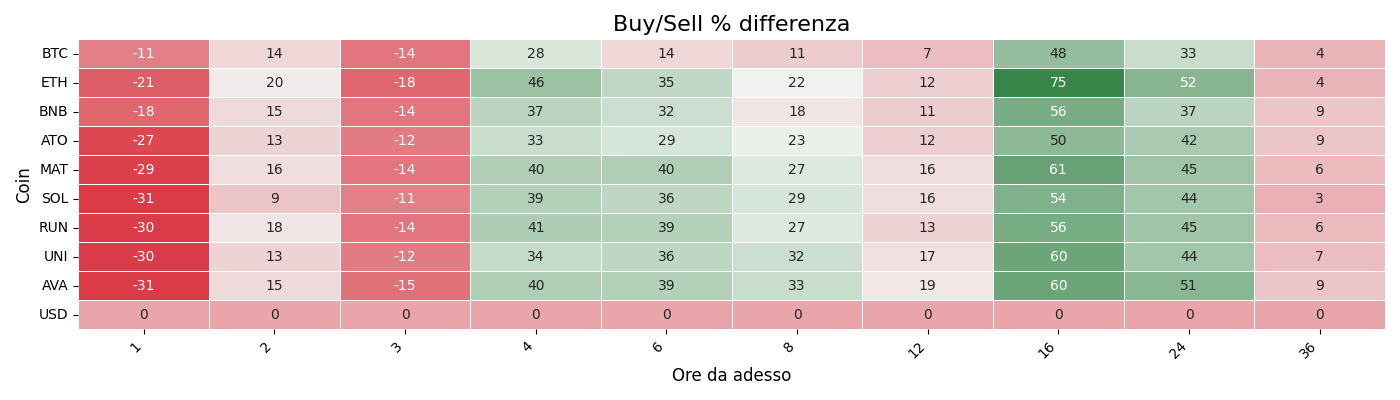 Buy/Sell % differenza
Coin
BTC -11 14 -14 28 14 11 7 48 33 4
ETH -21 20 -18 46 35 22 12 75 52 4
BNB -18 15 -14 37 32 18 11 56 37 9
ATO -27 13 -12 33 29 23 12 50 42 9
MAT -29 16 -14 40 40 27 16 61 45 6
SOL -31 9 -11 39 36 29 16 54 44 3
RUN -30 18 -14 41 39 27 13 56 45 6
UNI -30 13 -12 34 36 32 17 60 44 7
AVA -31 15 -15 40 39 33 19 60 51 9
USD 0 0 0 0 0 0 0 0 0 0
1 2 3 4 6 8 12 16 24 36
Ore da adesso